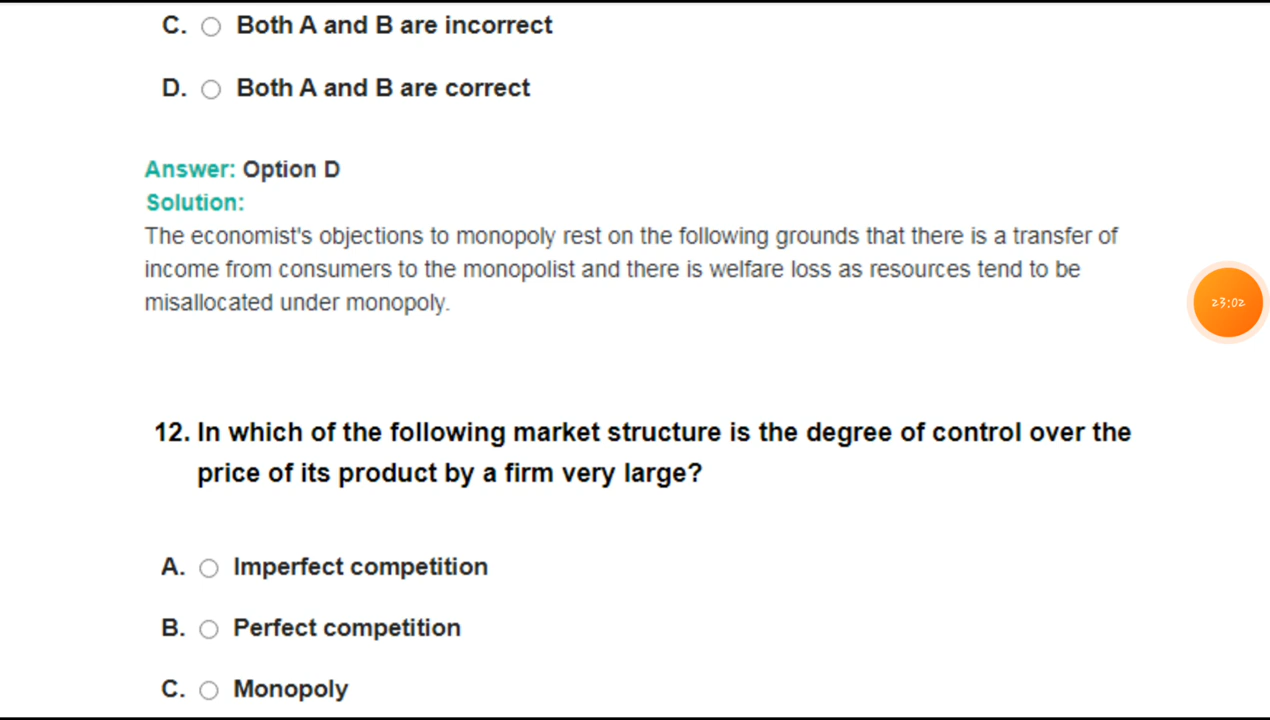 C. Both A and B are incorrect
D. Both A and B are correct
Answer: Option D
Solution:
The economist's objections to monopoly rest on the following grounds that there is a transfer of
income from consumers to the monopolist and there is welfare loss as resources tend to be
misallocated under monopoly.
23:02
12. In which of the following market structure is the degree of control over the
price of its product by a firm very large?
A. Imperfect competition
B. Perfect competition
C. Monopoly